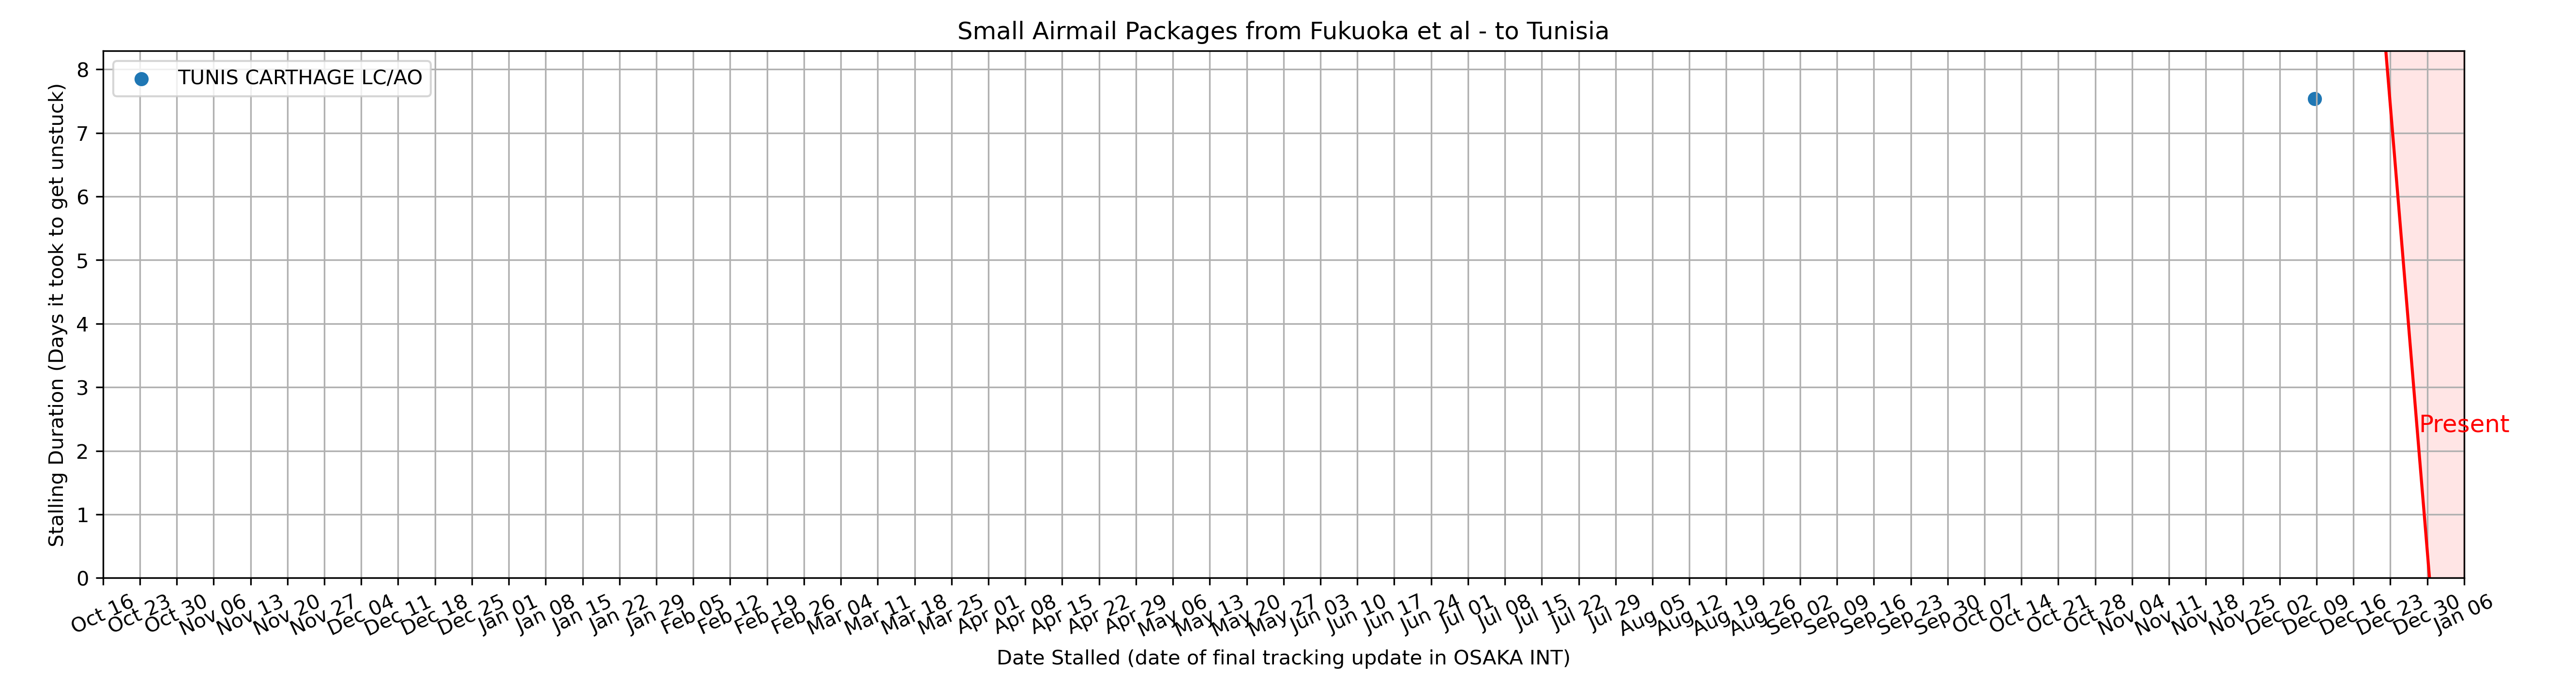 Small Airmail Packages from Fukuoka et al - to Tunisia
TUNIS CARTHAGE LC/AO
Stalling Duration (Days it took to get unstuck)
8
7
6
5
4
3
2
1
0
Present
Oct 16 Oct 23 Oct 30 Nov 06 Nov 13 Nov 20 Nov 27 Dec 04 Dec 11 Dec 18 Dec 25 Jan 01 Jan 08 Jan 15 Jan 22 Jan 29 Feb 05 Feb 12 Feb 19 Feb 26 Mar 04 Mar 11 Mar 18 Mar 25 Apr 01 Apr 08 Apr 15 Apr 22 Apr 29 May 06 May 13 May 20 May 27 Jun 03 Jun 10 Jun 17 Jun 24 Jul 01 Jul 08 Jul 15 Jul 22 Jul 29 Aug 05 Aug 12 Aug 19 Aug 26 Sep 02 Sep 09 Sep 16 Sep 23 Sep 30 Oct 07 Oct 14 Oct 21 Oct 28 Nov 04 Nov 11 Nov 18 Nov 25 Dec 02 Dec 09 Dec 16 Dec 23 Dec 30 Jan 06
Date Stalled (date of final tracking update in OSAKA INT)